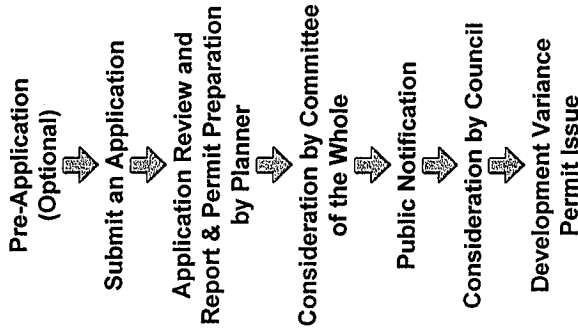 Pre-Application
(Optional)
Submit an Application
Application Review and
Report & Permit Preparation
by Planner
Consideration by Committee
of the Whole
Public Notification
Consideration by Council
Development Variance
Permit Issue